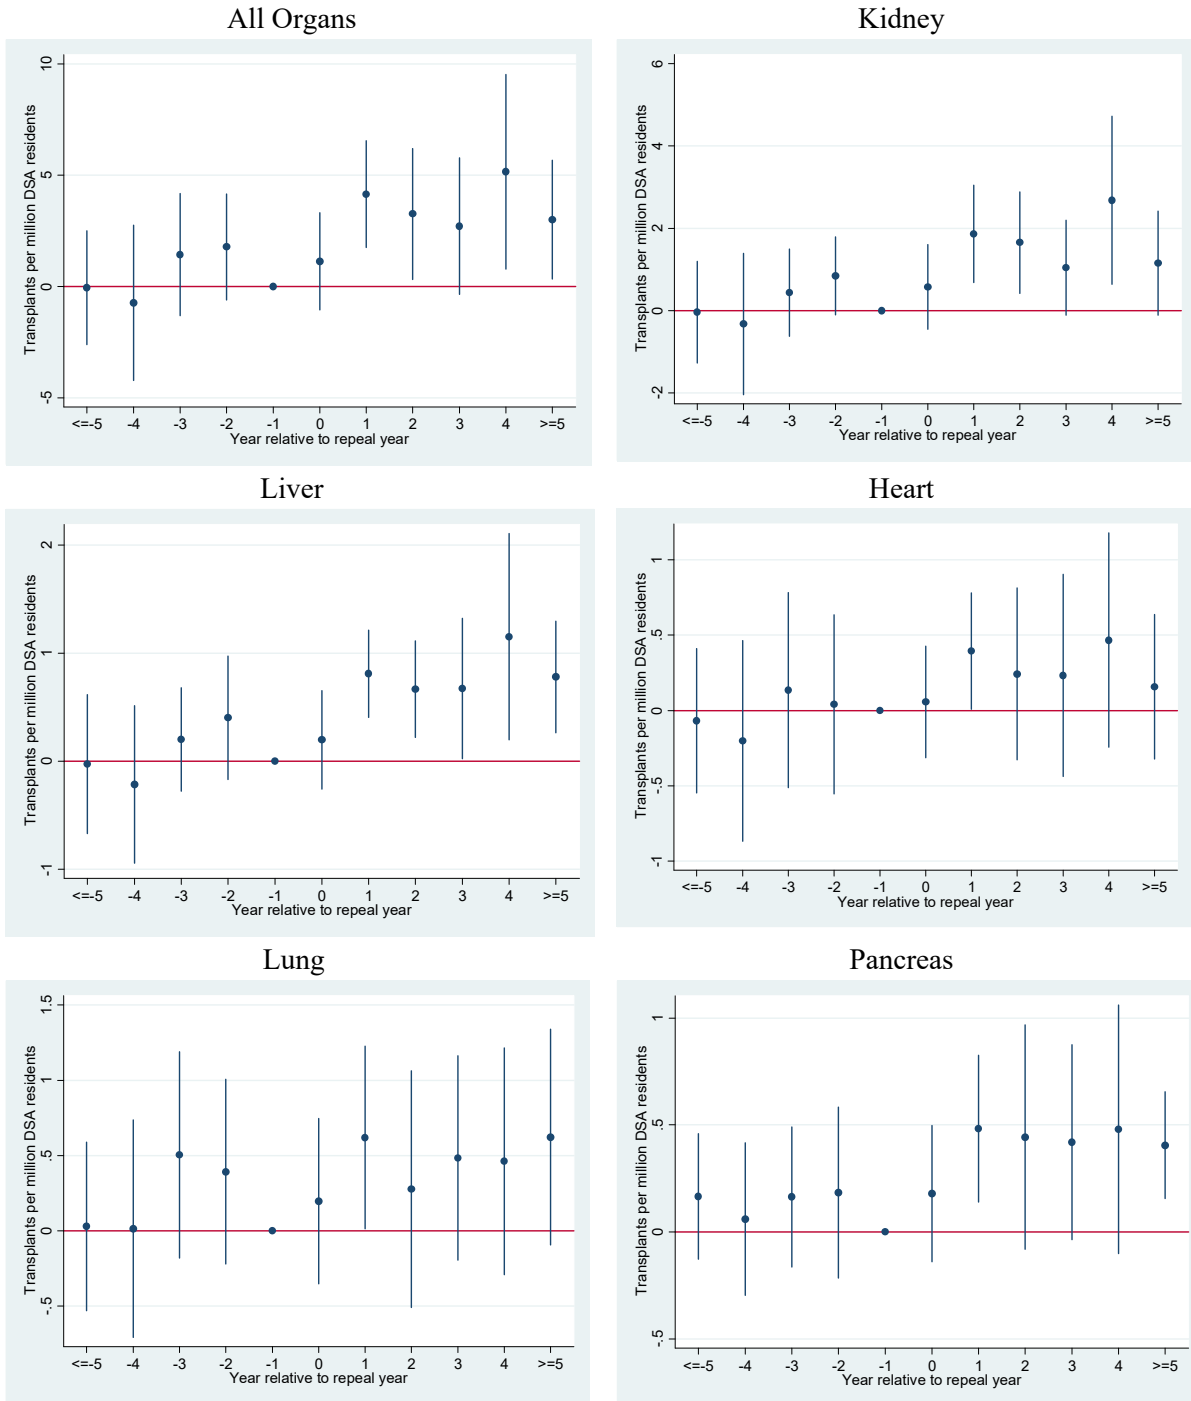 All Organs
Transplants per million DSA residents
10
5
0
-5
<=-5 -4 -3 -2 -1 0 1 2 3 4 >=5
Year relative to repeal year
Kidney
Transplants per million DSA residents
6
4
2
0
-2
<=-5 -4 -3 -2 -1 0 1 2 3 4 >=5
Year relative to repeal year
Liver
Transplants per million DSA residents
2
1
0
-1
<=-5 -4 -3 -2 -1 0 1 2 3 4 >=5
Year relative to repeal year
Heart
Transplants per million DSA residents
1
.5
0
-.5
-1
<=-5 -4 -3 -2 -1 0 1 2 3 4 >=5
Year relative to repeal year
Lung
Transplants per million DSA residents
1.5
1
.5
0
-.5
<=-5 -4 -3 -2 -1 0 1 2 3 4 >=5
Year relative to repeal year
Pancreas
Transplants per million DSA residents
1
.5
0
-.5
<=-5 -4 -3 -2 -1 0 1 2 3 4 >=5
Year relative to repeal year